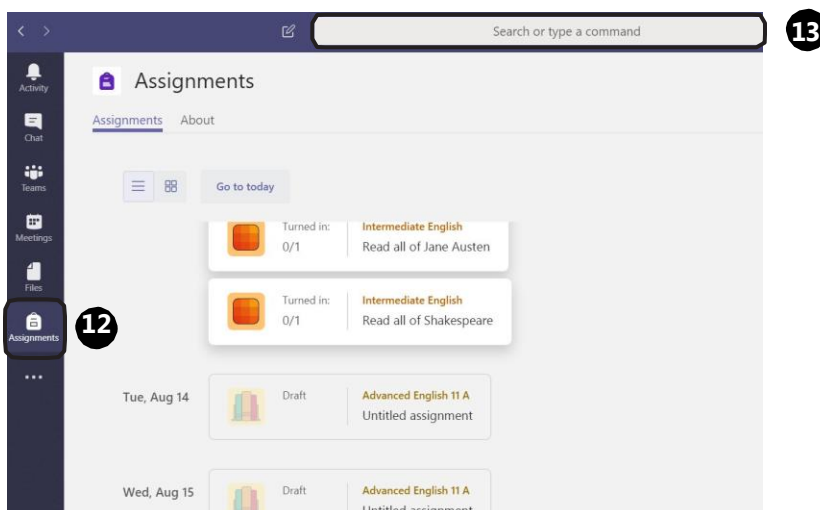 Search or type a command
13
Activity
Chat
Teams
Meetings
Files
Assignments
12
Assignments
Assignments About
Go to today
Turned in: Intermediate English
0/1 Read all of Jane Austen
Turned in: Intermediate English
0/1 Read all of Shakespeare
Tue, Aug 14 Draft Advanced English 11 A
Untitled assignment
Wed, Aug 15 Draft Advanced English 11 A
Untitled assignment